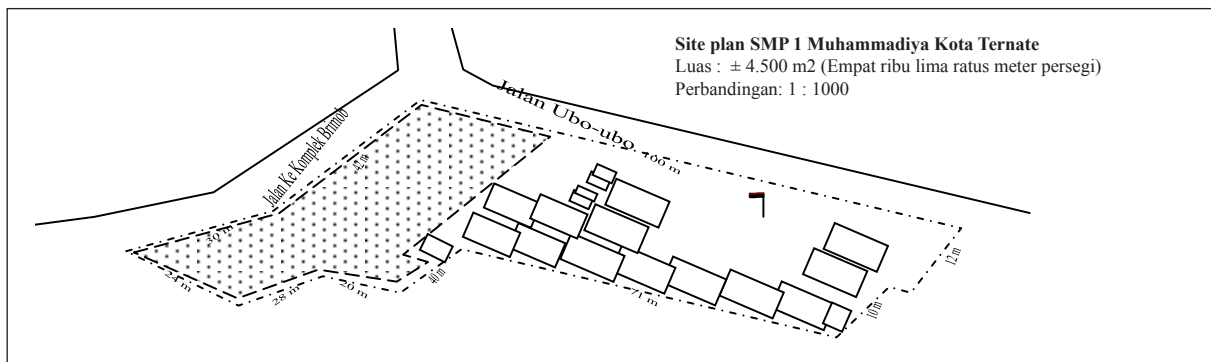 Site plan SMP 1 Muhammadiya Kota Ternate
Luas : ± 4.500 m2 (Empat ribu lima ratus meter persegi)
Perbandingan: 1 : 1000
Jalan Ubo-ubo
100 m
Jalan Ke Komplek Brimob
42 m
30 m
24 m
28 m
20 m
40 m
71 m
10 m
12 m